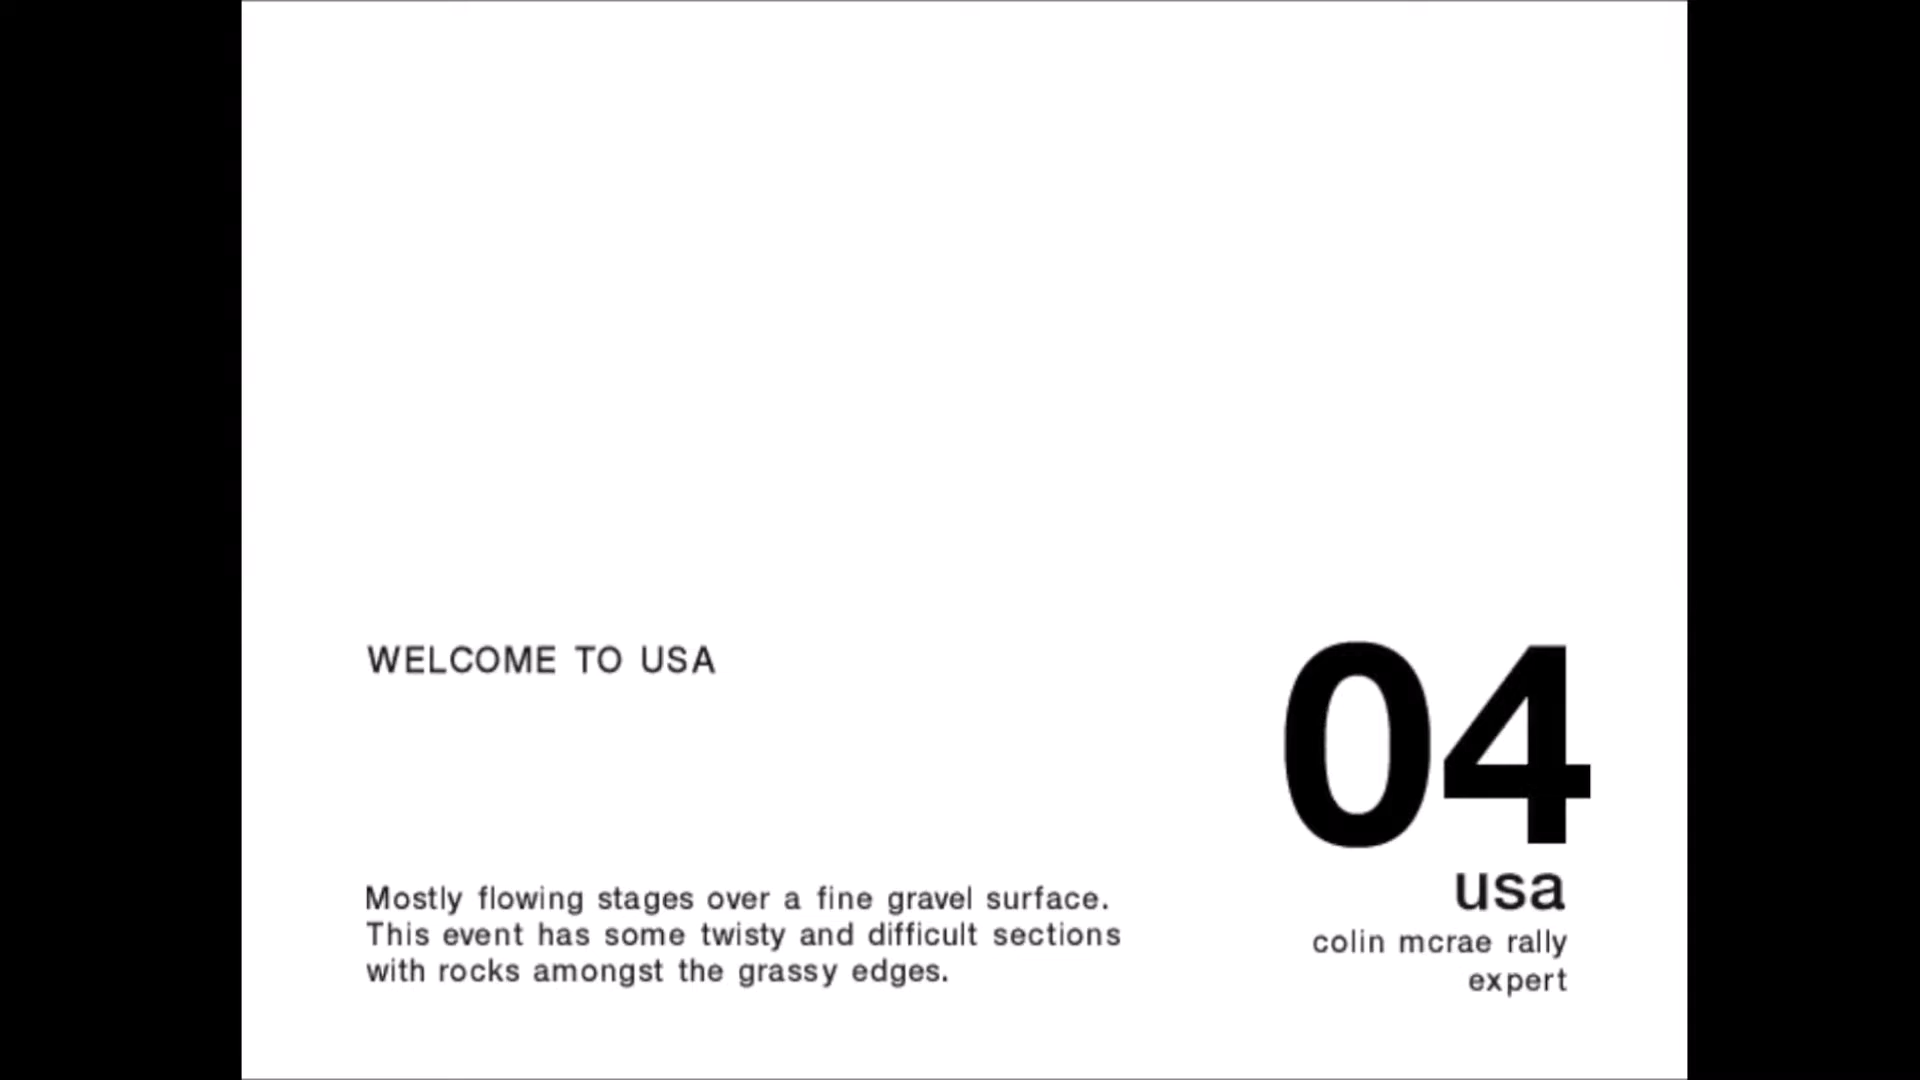 WELCOME TO USA
Mostly flowing stages over a fine gravel surface.
This event has some twisty and difficult sections
with rocks amongst the grassy edges.
04
usa
colin mcrae rally
expert